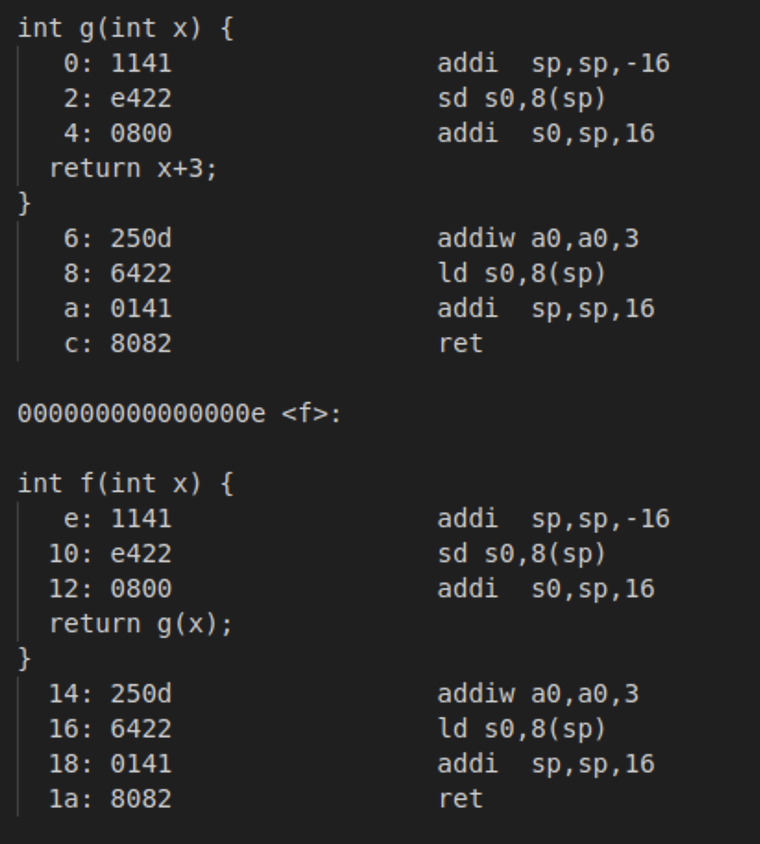 int g(int x) {
   0: 1141                 addi  sp,sp,-16
   2: e422                 sd s0,8(sp)
   4: 0800                 addi  s0,sp,16
  return x+3;
}
   6: 250d                 addiw a0,a0,3
   8: 6422                 ld s0,8(sp)
   a: 0141                 addi  sp,sp,16
   c: 8082                 ret

000000000000000e <f>:

int f(int x) {
   e: 1141                 addi  sp,sp,-16
  10: e422                 sd s0,8(sp)
  12: 0800                 addi  s0,sp,16
  return g(x);
}
  14: 250d                 addiw a0,a0,3
  16: 6422                 ld s0,8(sp)
  18: 0141                 addi  sp,sp,16
  1a: 8082                 ret